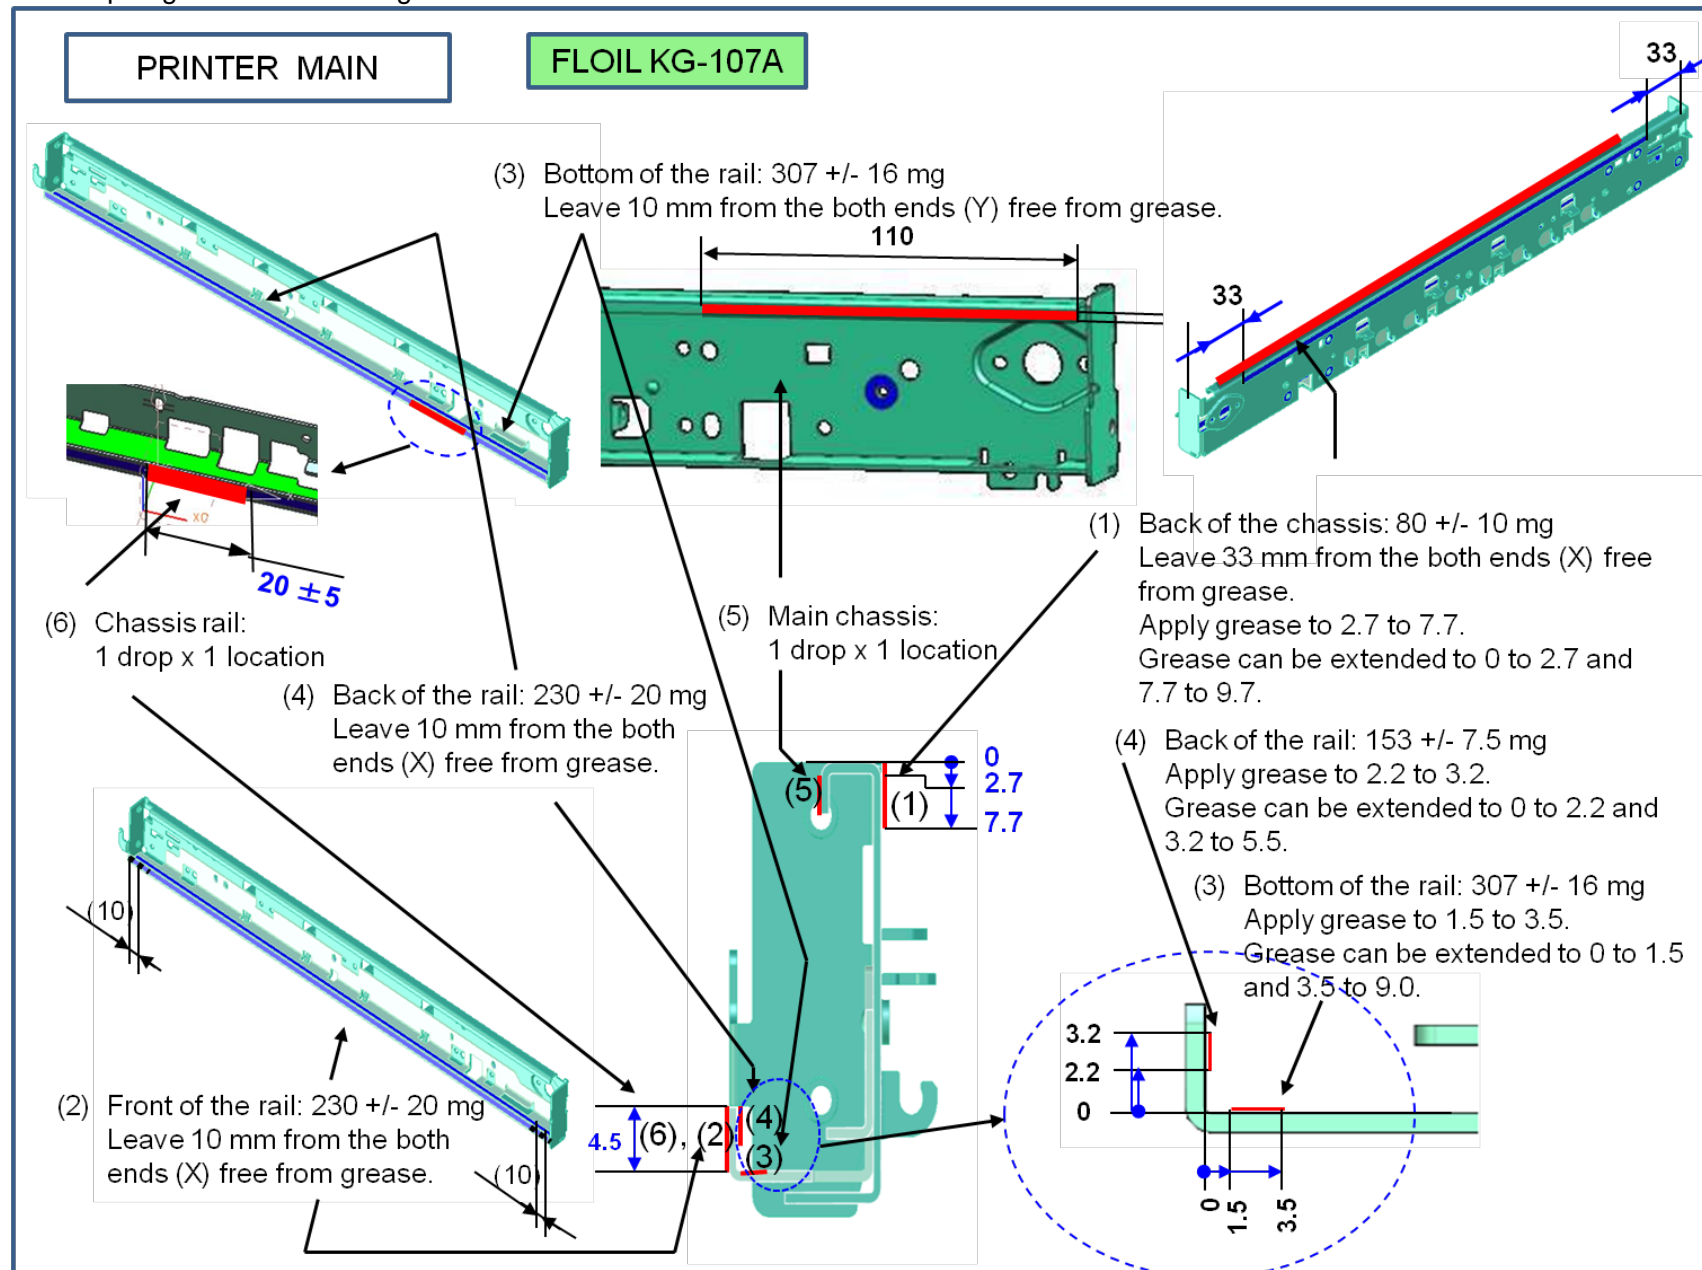 PRINTER MAIN
FLOIL KG-107A
33
(3) Bottom of the rail: 307 +/- 16 mg
Leave 10 mm from the both ends (Y) free from grease.
110
33
(1) Back of the chassis: 80 +/- 10 mg
Leave 33 mm from the both ends (X) free
from grease.
Apply grease to 2.7 to 7.7.
Grease can be extended to 0 to 2.7 and
7.7 to 9.7.
X0
20 ±5
(6) Chassis rail:
1 drop x 1 location
(5) Main chassis:
1 drop x 1 location
(4) Back of the rail: 230 +/- 20 mg
Leave 10 mm from the both
ends (X) free from grease.
(4) Back of the rail: 153 +/- 7.5 mg
Apply grease to 2.2 to 3.2.
Grease can be extended to 0 to 2.2 and
3.2 to 5.5.
(5)
(1)
0
2.7
7.7
(3) Bottom of the rail: 307 +/- 16 mg
Apply grease to 1.5 to 3.5.
Grease can be extended to 0 to 1.5
and 3.5 to 9.0.
(10)
(10)
(2) Front of the rail: 230 +/- 20 mg
Leave 10 mm from the both
ends (X) free from grease.
4.5
(6), (2)
(4)
(3)
3.2
2.2
0
0
1.5
3.5